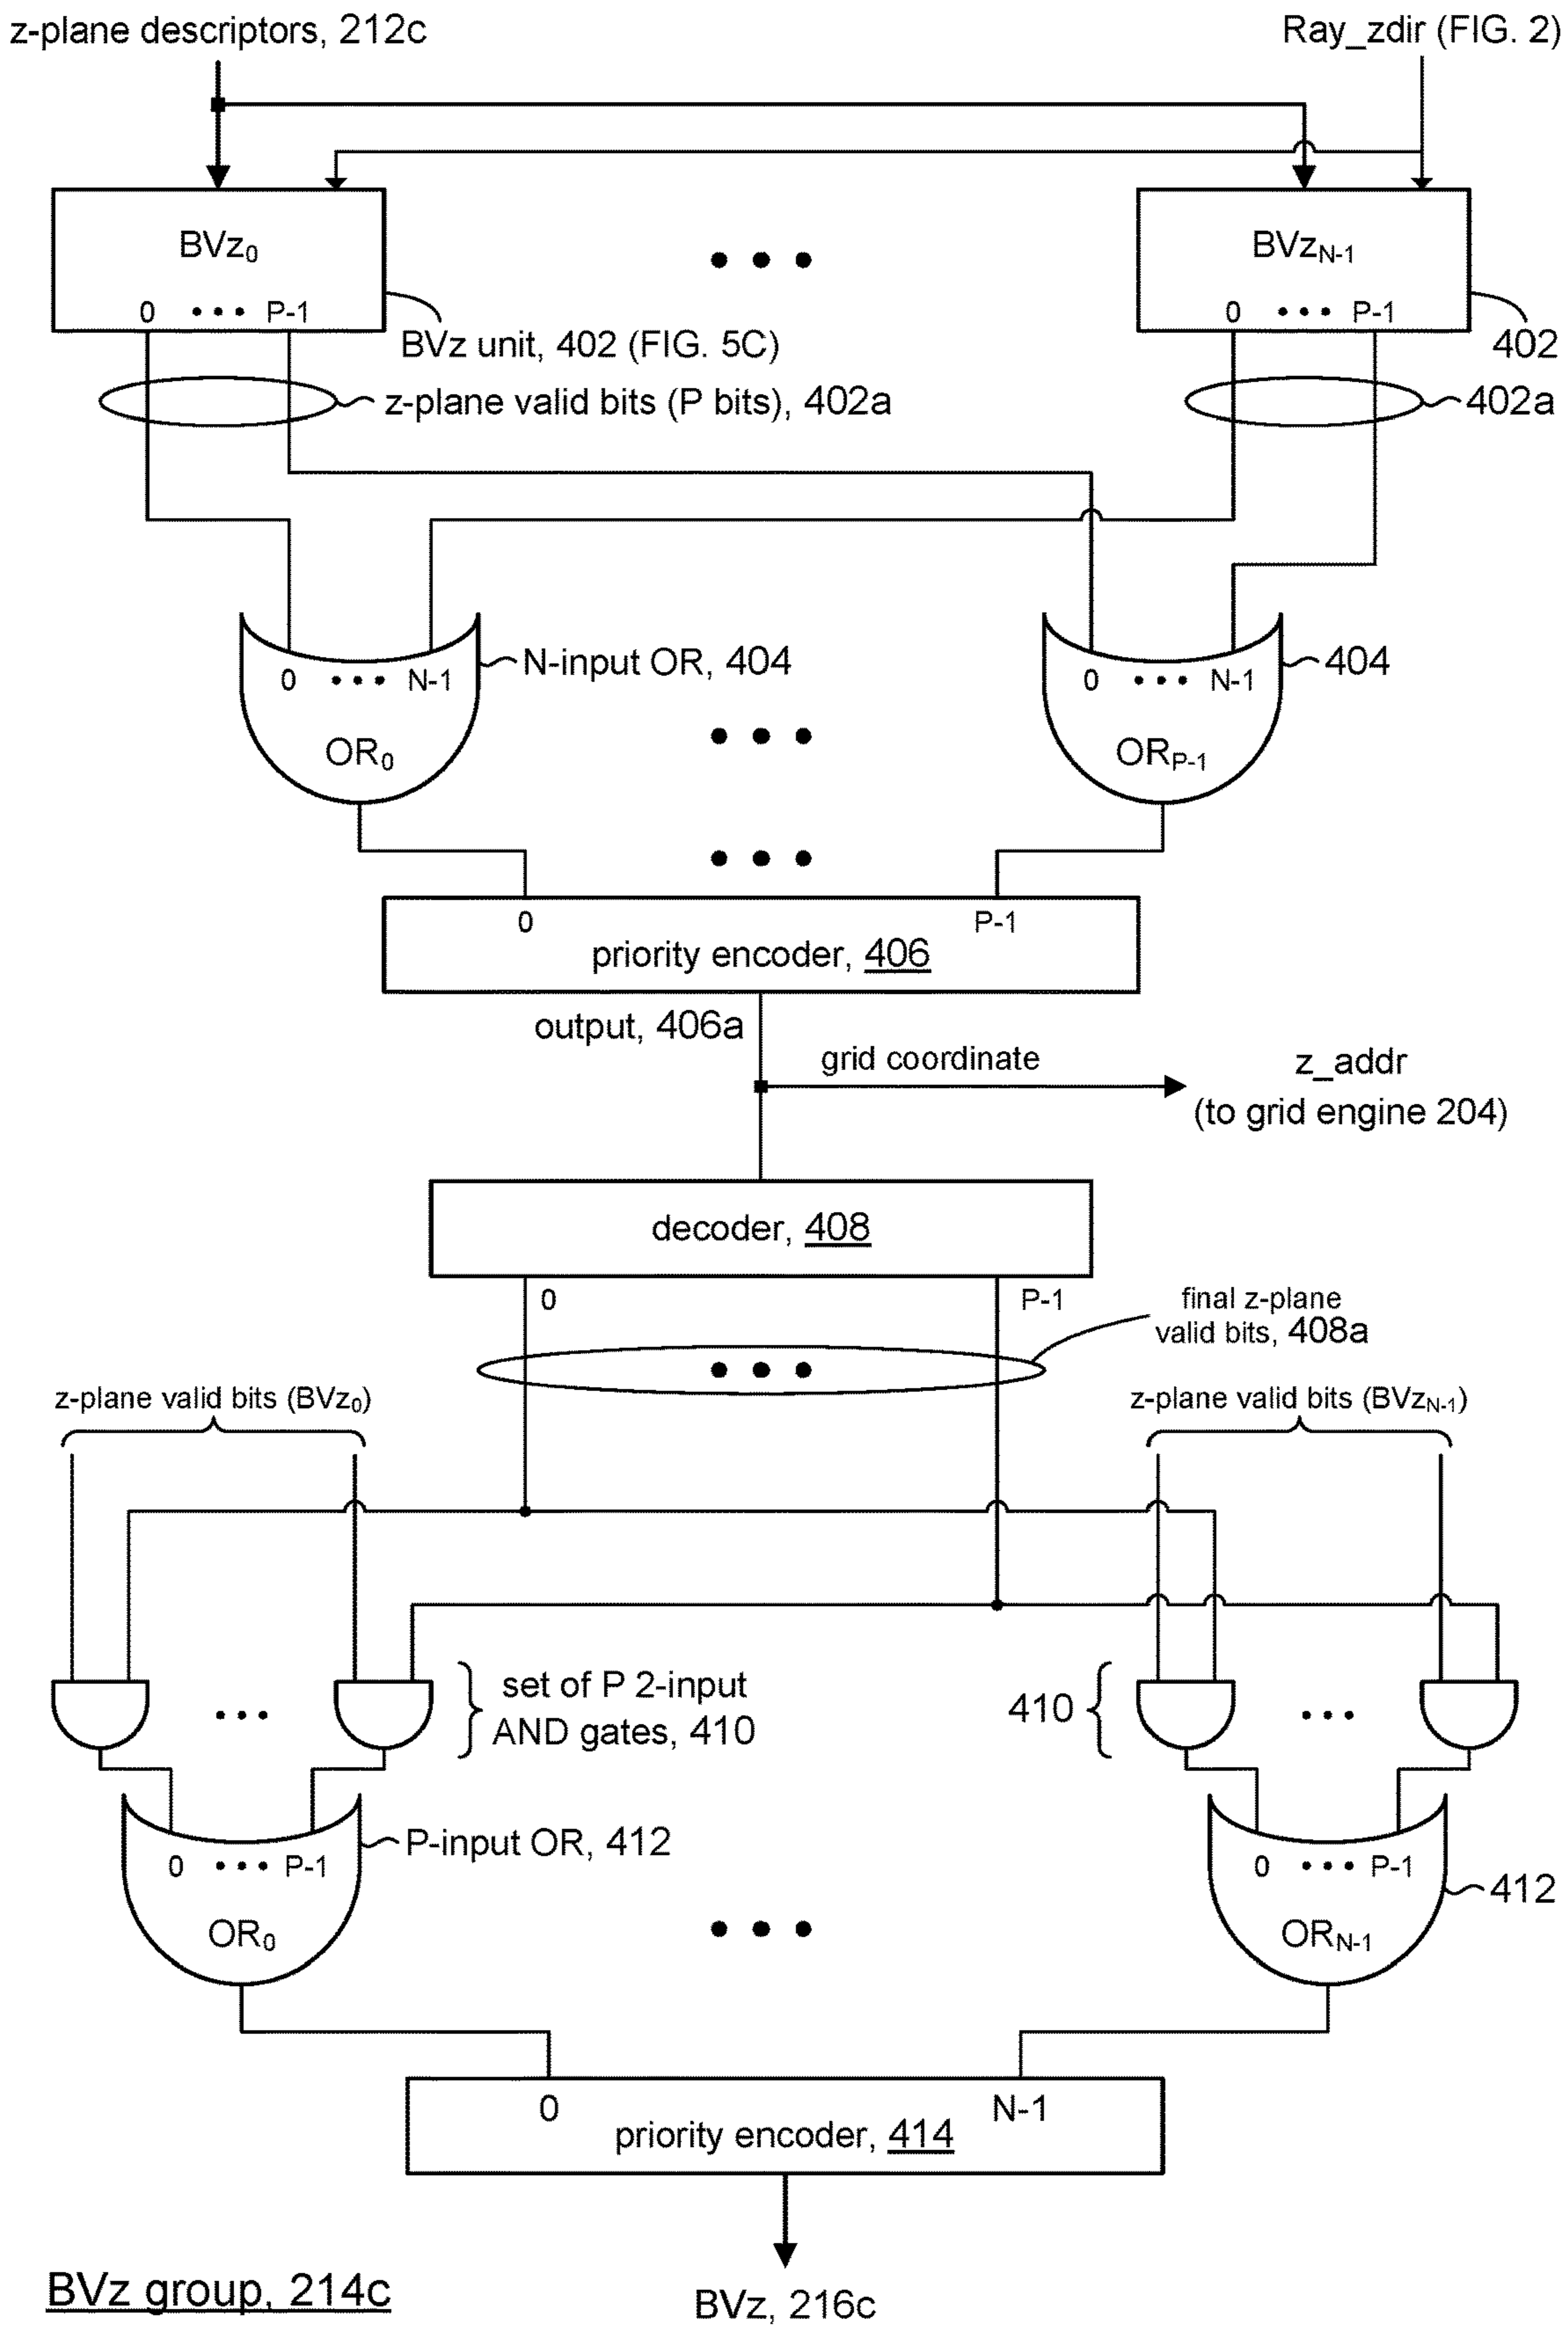 z-plane descriptors, 212c
Ray_zdir (FIG. 2)
BVz₀
BVz_N-1
0 ••• P-1
0 ••• P-1
BVz unit, 402 (FIG. 5C)
402
z-plane valid bits (P bits), 402a
402a
N-input OR, 404
404
0 ••• N-1
0 ••• N-1
OR₀
OR_P-1
0
P-1
priority encoder, 406
output, 406a
grid coordinate
z_addr
(to grid engine 204)
decoder, 408
0
P-1
final z-plane
valid bits, 408a
z-plane valid bits (BVz₀)
z-plane valid bits (BVz_N-1)
set of P 2-input
AND gates, 410
410
P-input OR, 412
0 ••• P-1
0 ••• P-1
412
OR₀
OR_N-1
0
N-1
priority encoder, 414
BVz group, 214c
BVz, 216c